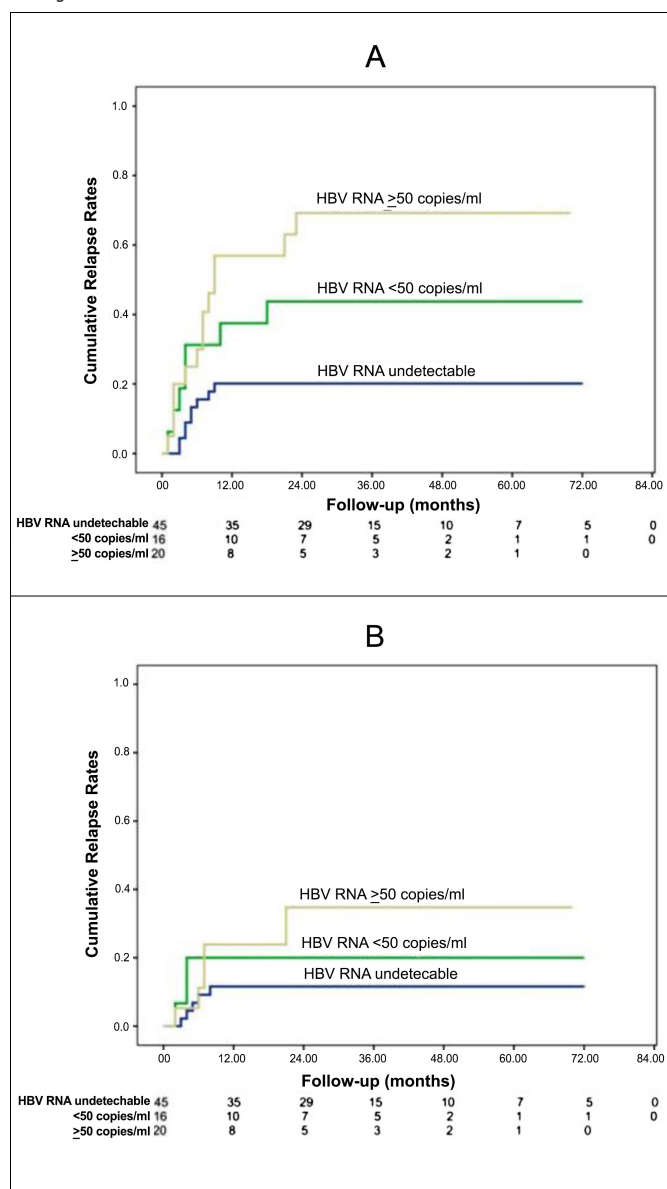 A
1.0
0.8
0.6
0.4
0.2
0.0
Cumulative Relapse Rates
HBV RNA ≥50 copies/ml
HBV RNA <50 copies/ml
HBV RNA undetectable
00 12.00 24.00 36.00 48.00 60.00 72.00 84.00
Follow-up (months)
HBV RNA undetechable 45 35 29 15 10 7 5 0
<50 copies/ml 16 10 7 5 2 1 1 0
≥50 copies/ml 20 8 5 3 2 1 0
B
1.0
0.8
0.6
0.4
0.2
0.0
Cumulative Relapse Rates
HBV RNA ≥50 copies/ml
HBV RNA <50 copies/ml
HBV RNA undetecable
00 12.00 24.00 36.00 48.00 60.00 72.00 84.00
Follow-up (months)
HBV RNA undetechable 45 35 29 15 10 7 5 0
<50 copies/ml 16 10 7 5 2 1 1 0
≥50 copies/ml 20 8 5 3 2 1 0